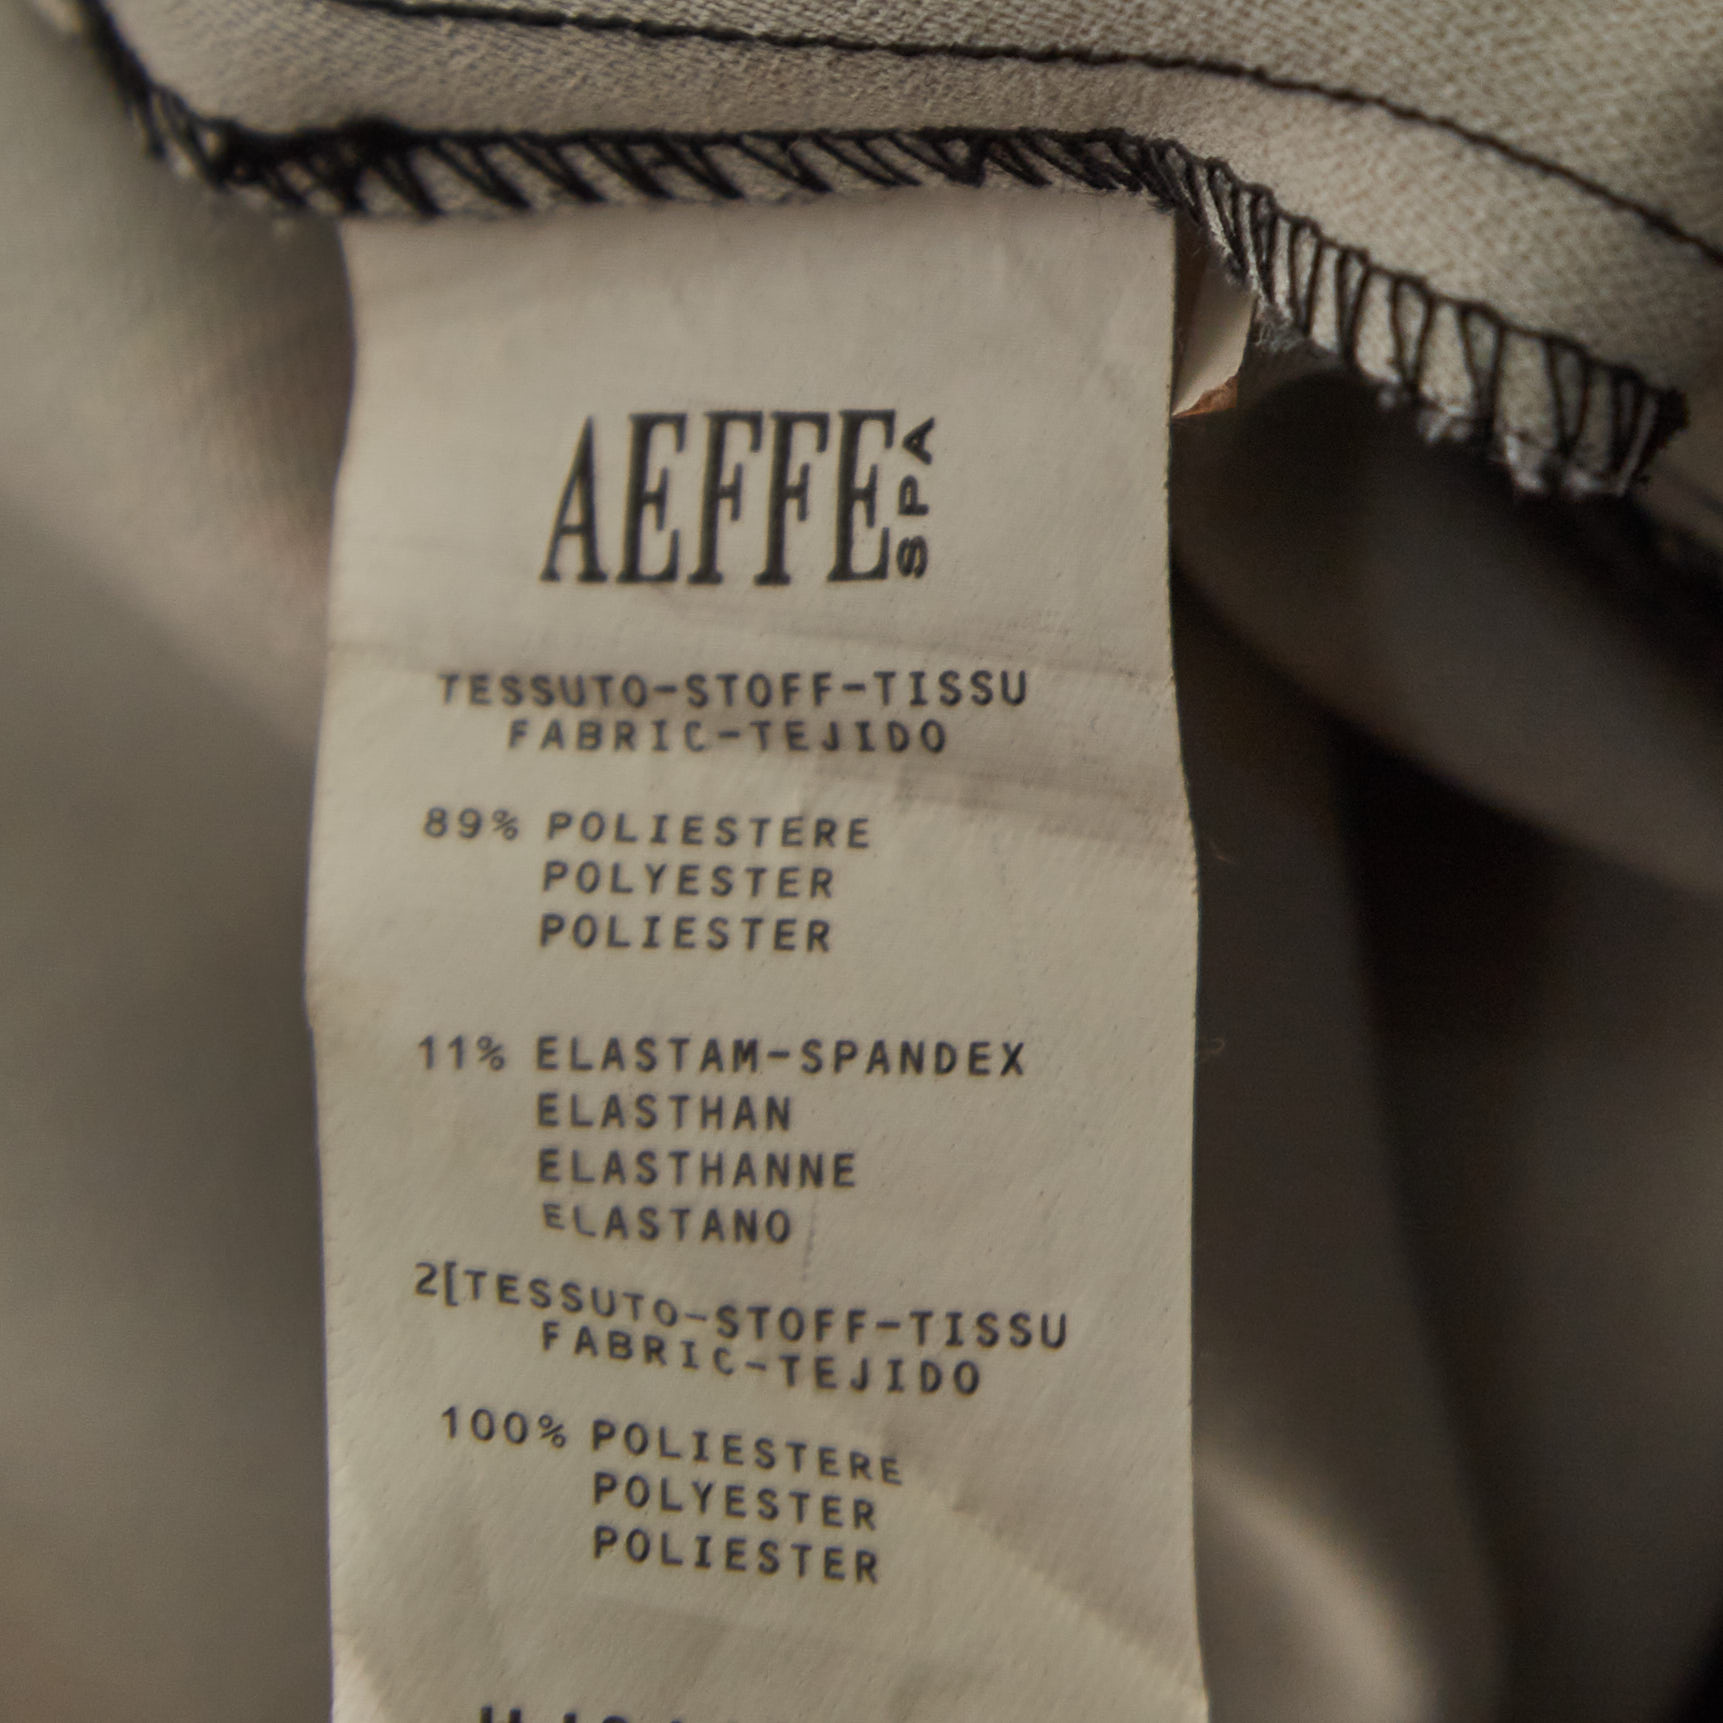 AEFFE SPA
TESSUTO-STOFF-TISSU
FABRIC-TEJIDO
89% POLIESTERE
POLYESTER
POLIESTER
11% ELASTAM-SPANDEX
ELASTHAN
ELASTHANNE
ELASTANO
2[TESSUTO-STOFF-TISSU
FABRIC-TEJIDO
100% POLIESTERE
POLYESTER
POLIESTER